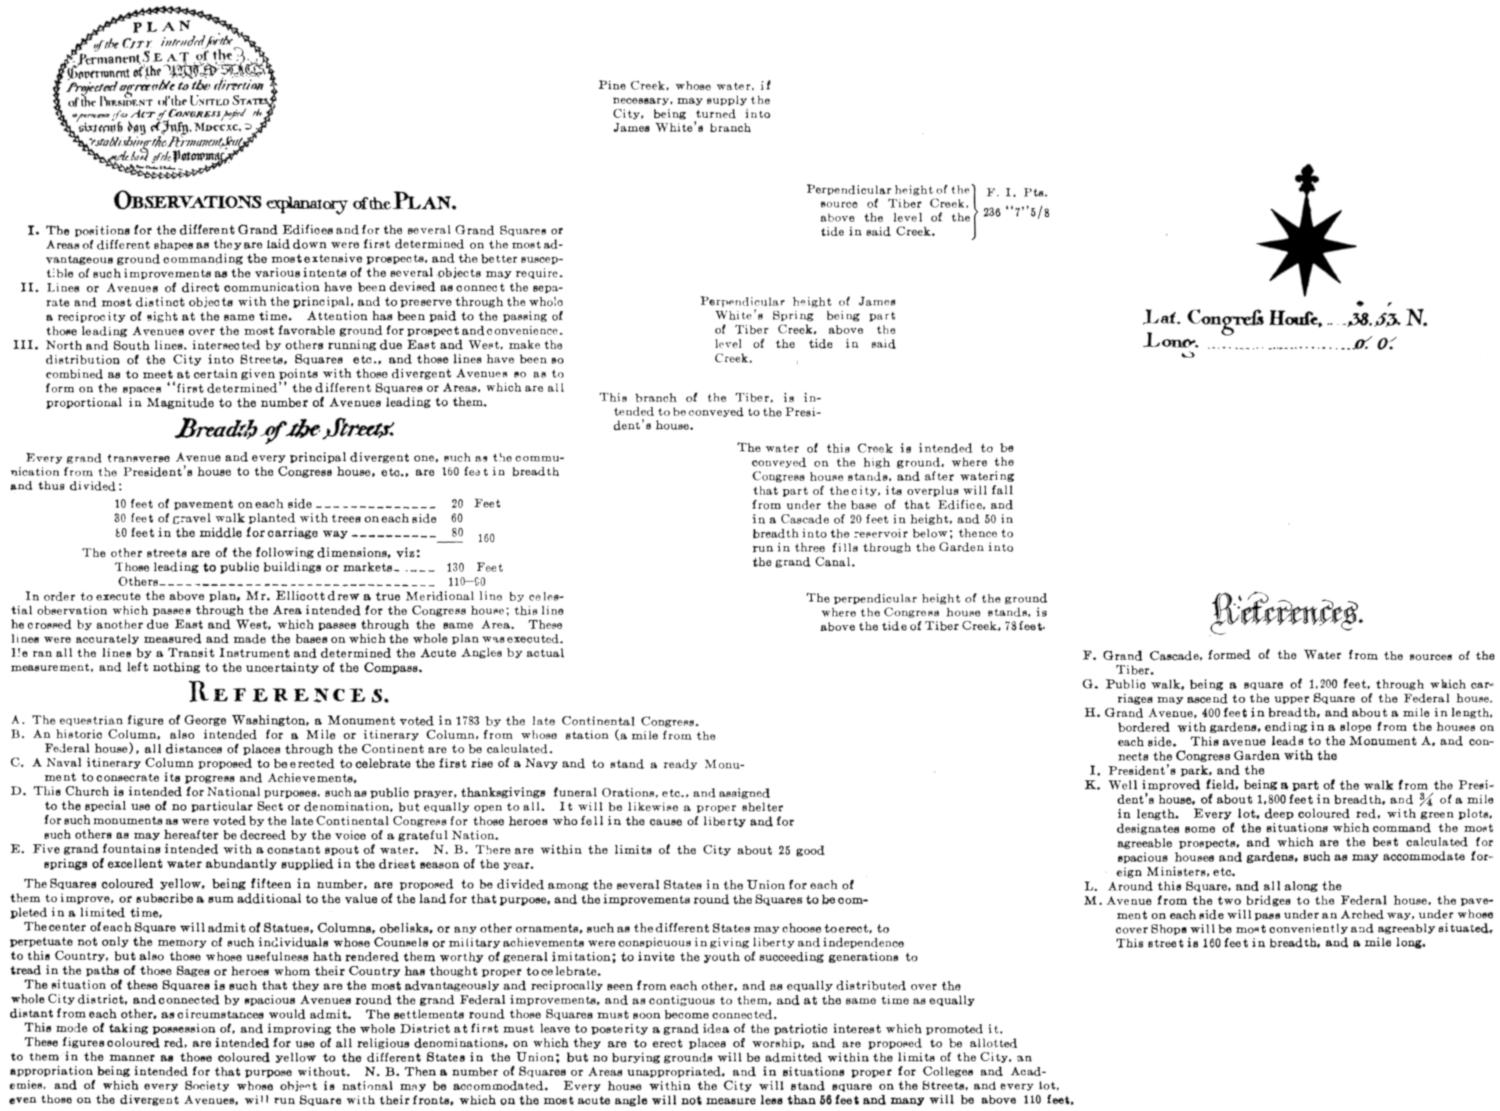 PLAN
of the CITY intended for the
Permanent SEAT of the
Government of the UNITED STATES
Projected agreeable to the direction
of the PRESIDENT of the UNITED STATES
in pursuance of an ACT of CONGRESS passed the
sixteenth day of July, MDCCXC,
establishing the Permanent Seat
on the bank of the Potowmac
OBSERVATIONS explanatory of the PLAN.
I. The positions for the different Grand Edifices and for the several Grand Squares or
Areas of different shapes as they are laid down were first determined on the most ad-
vantageous ground commanding the most extensive prospects, and the better suscep-
tible of such improvements as the various intents of the several objects may require.
II. Lines or Avenues of direct communication have been devised as connect the sepa-
rate and most distinct objects with the principal, and to preserve through the whole
a reciprocity of sight at the same time. Attention has been paid to the passing of
those leading Avenues over the most favorable ground for prospect and convenience.
III. North and South lines, intersected by others running due East and West, make the
distribution of the City into Streets, Squares etc., and those lines have been so
combined as to meet at certain given points with those divergent Avenues so as to
form on the spaces "first determined" the different Squares or Areas, which are all
proportional in Magnitude to the number of Avenues leading to them.
Breadth of the Streets.
Every grand transverse Avenue and every principal divergent one, such as the commu-
nication from the President's house to the Congress house, etc., are 160 feet in breadth
and thus divided:
10 feet of pavement on each side 20 Feet
30 feet of gravel walk planted with trees on each side 60
80 feet in the middle for carriage way 80 160
The other streets are of the following dimensions, viz:
Those leading to public buildings or markets 130 Feet
Others 110-90
In order to execute the above plan, Mr. Ellicott drew a true Meridional line by celes-
tial observation which passes through the Area intended for the Congress house; this line
he crossed by another due East and West, which passes through the same Area. These
lines were accurately measured and made the bases on which the whole plan was executed.
He ran all the lines by a Transit Instrument and determined the Acute Angles by actual
measurement, and left nothing to the uncertainty of the Compass.
REFERENCES.
A. The equestrian figure of George Washington, a Monument voted in 1783 by the late Continental Congress.
B. An historic Column, also intended for a Mile or itinerary Column, from whose station (a mile from the
Federal house), all distances of places through the Continent are to be calculated.
C. A Naval itinerary Column proposed to be erected to celebrate the first rise of a Navy and to stand a ready Monu-
ment to consecrate its progress and Achievements.
D. This Church is intended for National purposes, such as public prayer, thanksgivings funeral Orations, etc., and assigned
to the special use of no particular Sect or denomination, but equally open to all. It will be likewise a proper shelter
for such monuments as were voted by the late Continental Congress for those heroes who fell in the cause of liberty and for
such others as may hereafter be decreed by the voice of a grateful Nation.
E. Five grand fountains intended with a constant spout of water. N. B. There are within the limits of the City about 25 good
springs of excellent water abundantly supplied in the driest season of the year.
The Squares coloured yellow, being fifteen in number, are proposed to be divided among the several States in the Union for each of
them to improve, or subscribe a sum additional to the value of the land for that purpose, and the improvements round the Squares to be com-
pleted in a limited time.
The center of each Square will admit of Statues, Columns, obelisks, or any other ornaments, such as the different States may choose to erect, to
perpetuate not only the memory of such individuals whose Counsels or military achievements were conspicuous in giving liberty and independence
to this Country, but also those whose usefulness hath rendered them worthy of general imitation; to invite the youth of succeeding generations to
tread in the paths of those Sages or heroes whom their Country has thought proper to celebrate.
The situation of these Squares is such that they are the most advantageously and reciprocally seen from each other, and as equally distributed over the
whole City district, and connected by spacious Avenues round the grand Federal improvements, and as contiguous to them, and at the same time as equally
distant from each other, as circumstances would admit. The settlements round those Squares must soon become connected.
This mode of taking possession of, and improving the whole District at first must leave to posterity a grand idea of the patriotic interest which promoted it.
These figures coloured red, are intended for use of all religious denominations, on which they are to erect places of worship, and are proposed to be allotted
to them in the manner as those coloured yellow to the different States in the Union; but no burying grounds will be admitted within the limits of the City, an
appropriation being intended for that purpose without. N. B. Then a number of Squares or Areas unappropriated, and in situations proper for Colleges and Acad-
emies, and of which every Society whose object is national may be accommodated. Every house within the City will stand square on the Streets, and every lot,
even those on the divergent Avenues, will run Square with their fronts, which on the most acute angle will not measure less than 56 feet and many will be above 110 feet.
Pine Creek, whose water, if
necessary, may supply the
City, being turned into
James White's branch
Perpendicular height of the
source of Tiber Creek,
above the level of the
tide in said Creek.
F. I. Pts.
236 "7" 5/8
Perpendicular height of James
White's Spring being part
of Tiber Creek, above the
level of the tide in said
Creek.
This branch of the Tiber, is in-
tended to be conveyed to the Presi-
dent's house.
The water of this Creek is intended to be
conveyed on the high ground, where the
Congress house stands, and after watering
that part of the city, its overplus will fall
from under the base of that Edifice, and
in a Cascade of 20 feet in height, and 50 in
breadth into the reservoir below; thence to
run in three fills through the Garden into
the grand Canal.
The perpendicular height of the ground
where the Congress house stands, is
above the tide of Tiber Creek, 78 feet.
Lat. Congress House, 38. 53. N.
Long. 0. 0.
References.
F. Grand Cascade, formed of the Water from the sources of the
Tiber.
G. Public walk, being a square of 1,200 feet, through which car-
riages may ascend to the upper Square of the Federal house.
H. Grand Avenue, 400 feet in breadth, and about a mile in length,
bordered with gardens, ending in a slope from the houses on
each side. This avenue leads to the Monument A, and con-
nects the Congress Garden with the
I. President's park, and the
K. Well improved field, being a part of the walk from the Presi-
dent's house, of about 1,800 feet in breadth, and ¾ of a mile
in length. Every lot, deep coloured red, with green plots,
designates some of the situations which command the most
agreeable prospects, and which are the best calculated for
spacious houses and gardens, such as may accommodate for-
eign Ministers, etc.
L. Around this Square, and all along the
M. Avenue from the two bridges to the Federal house, the pave-
ment on each side will pass under an Arched way, under whose
cover Shops will be most conveniently and agreeably situated.
This street is 160 feet in breadth, and a mile long.